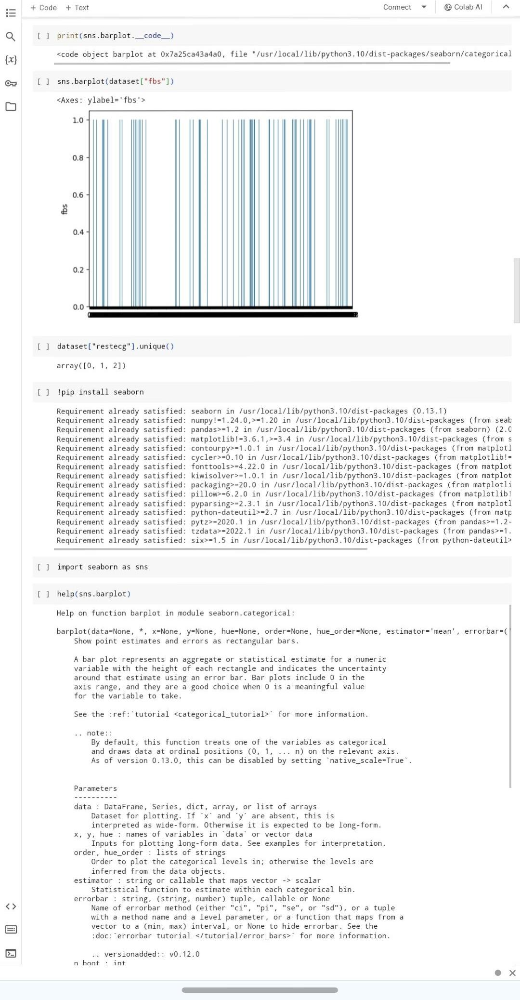 + Code + Text Connect Colab AI
{x}
[ ] print(sns.barplot.__code__)
<code object barplot at 0x7a25ca43a4a0, file "/usr/local/lib/python3.10/dist-packages/seaborn/categorical
[ ] sns.barplot(dataset["fbs"])
<Axes: ylabel='fbs'>
1.0
0.8
0.6
fbs
0.4
0.2
0.0
[ ] dataset["restecg"].unique()
array([0, 1, 2])
[ ] !pip install seaborn
Requirement already satisfied: seaborn in /usr/local/lib/python3.10/dist-packages (0.13.1)
Requirement already satisfied: numpy!=1.24.0,>=1.20 in /usr/local/lib/python3.10/dist-packages (from seab
Requirement already satisfied: pandas>=1.2 in /usr/local/lib/python3.10/dist-packages (from seaborn) (2.0
Requirement already satisfied: matplotlib!=3.6.1,>=3.4 in /usr/local/lib/python3.10/dist-packages (from s
Requirement already satisfied: contourpy>=1.0.1 in /usr/local/lib/python3.10/dist-packages (from matplotl
Requirement already satisfied: cycler>=0.10 in /usr/local/lib/python3.10/dist-packages (from matplotlib!=
Requirement already satisfied: fonttools>=4.22.0 in /usr/local/lib/python3.10/dist-packages (from matplot
Requirement already satisfied: kiwisolver>=1.0.1 in /usr/local/lib/python3.10/dist-packages (from matplot
Requirement already satisfied: packaging>=20.0 in /usr/local/lib/python3.10/dist-packages (from matplotli
Requirement already satisfied: pillow>=6.2.0 in /usr/local/lib/python3.10/dist-packages (from matplotlib!
Requirement already satisfied: pyparsing>=2.3.1 in /usr/local/lib/python3.10/dist-packages (from matplotl
Requirement already satisfied: python-dateutil>=2.7 in /usr/local/lib/python3.10/dist-packages (from matp
Requirement already satisfied: pytz>=2020.1 in /usr/local/lib/python3.10/dist-packages (from pandas>=1.2-
Requirement already satisfied: tzdata>=2022.1 in /usr/local/lib/python3.10/dist-packages (from pandas>=1.
Requirement already satisfied: six>=1.5 in /usr/local/lib/python3.10/dist-packages (from python-dateutil>
[ ] import seaborn as sns
[ ] help(sns.barplot)
Help on function barplot in module seaborn.categorical:
barplot(data=None, *, x=None, y=None, hue=None, order=None, hue_order=None, estimator='mean', errorbar=('
Show point estimates and errors as rectangular bars.
A bar plot represents an aggregate or statistical estimate for a numeric
variable with the height of each rectangle and indicates the uncertainty
around that estimate using an error bar. Bar plots include 0 in the
axis range, and they are a good choice when 0 is a meaningful value
for the variable to take.
See the :ref:`tutorial <categorical_tutorial>` for more information.
.. note::
By default, this function treats one of the variables as categorical
and draws data at ordinal positions (0, 1, ... n) on the relevant axis.
As of version 0.13.0, this can be disabled by setting `native_scale=True`.
Parameters
----------
data : DataFrame, Series, dict, array, or list of arrays
Dataset for plotting. If `x` and `y` are absent, this is
interpreted as wide-form. Otherwise it is expected to be long-form.
x, y, hue : names of variables in `data` or vector data
Inputs for plotting long-form data. See examples for interpretation.
order, hue_order : lists of strings
Order to plot the categorical levels in; otherwise the levels are
inferred from the data objects.
estimator : string or callable that maps vector -> scalar
Statistical function to estimate within each categorical bin.
errorbar : string, (string, number) tuple, callable or None
Name of errorbar method (either "ci", "pi", "se", or "sd"), or a tuple
with a method name and a level parameter, or a function that maps from a
vector to a (min, max) interval, or None to hide errorbar. See the
:doc:`errorbar tutorial </tutorial/error_bars>` for more information.
.. versionadded:: v0.12.0
n_boot : int